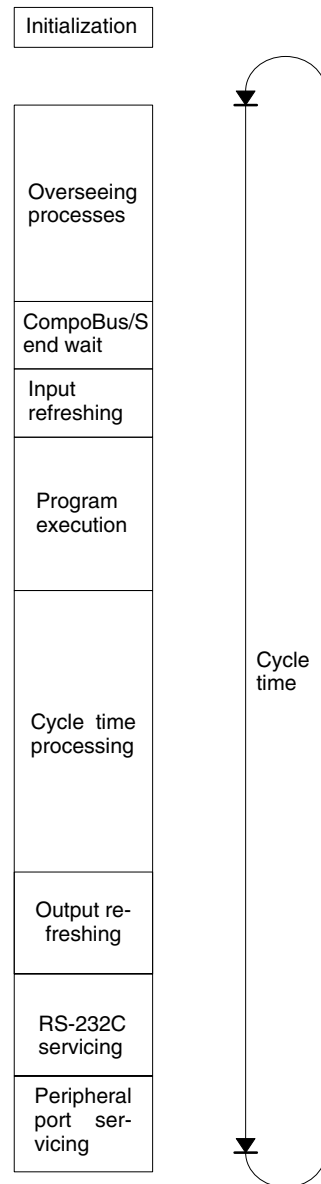 Initialization
Overseeing
processes
CompoBus/S
end wait
Input
refreshing
Program
execution
Cycle time
processing
Cycle
time
Output re-
freshing
RS-232C
servicing
Peripheral
port ser-
vicing